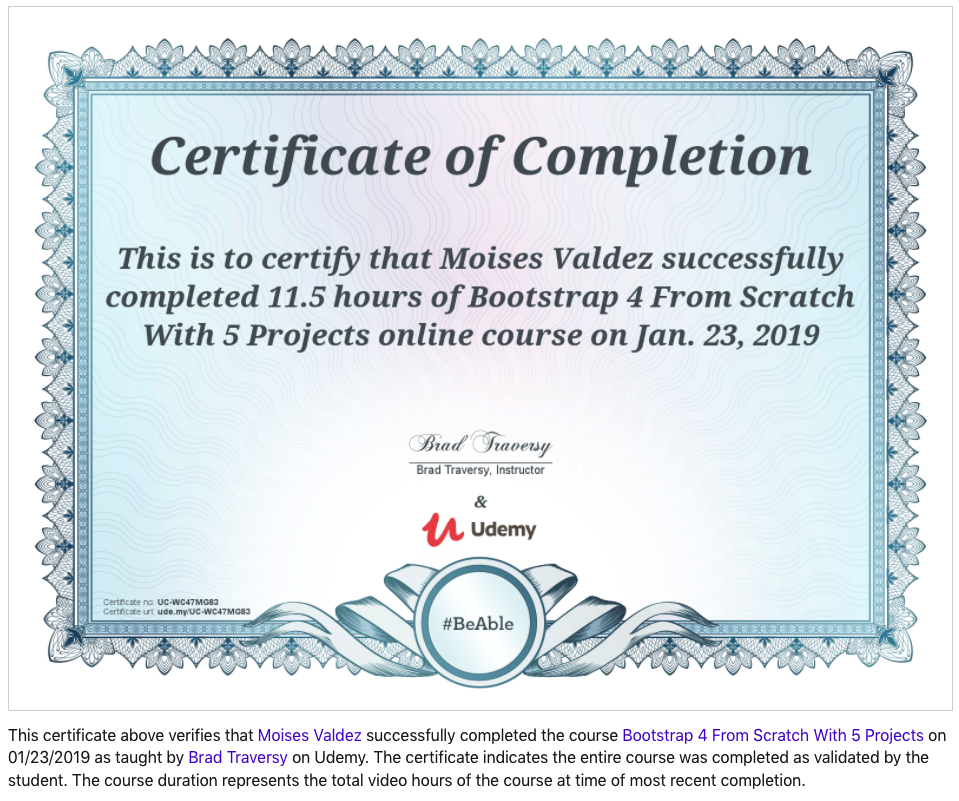 Certificate of Completion
This is to certify that Moises Valdez successfully
completed 11.5 hours of Bootstrap 4 From Scratch
With 5 Projects online course on Jan. 23, 2019
Brad Traversy
Brad Traversy, Instructor
&
Udemy
#BeAble
Certificate no: UC-WC47MG83
Certificate url: ude.my/UC-WC47MG83
This certificate above verifies that Moises Valdez successfully completed the course Bootstrap 4 From Scratch With 5 Projects on
01/23/2019 as taught by Brad Traversy on Udemy. The certificate indicates the entire course was completed as validated by the
student. The course duration represents the total video hours of the course at time of most recent completion.